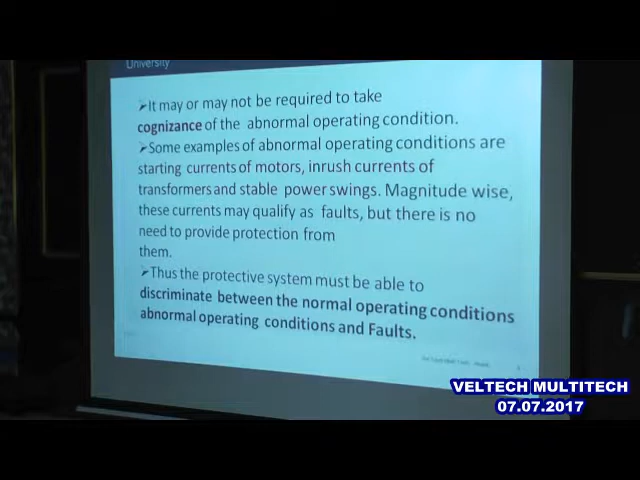 University
➢It may or may not be required to take
cognizance of the abnormal operating condition.
➢Some examples of abnormal operating conditions are
starting currents of motors, inrush currents of
transformers and stable power swings. Magnitude wise,
these currents may qualify as faults, but there is no
need to provide protection from
them.
➢Thus the protective system must be able to
discriminate between the normal operating conditions
abnormal operating conditions and Faults.
VELTECH MULTITECH
07.07.2017